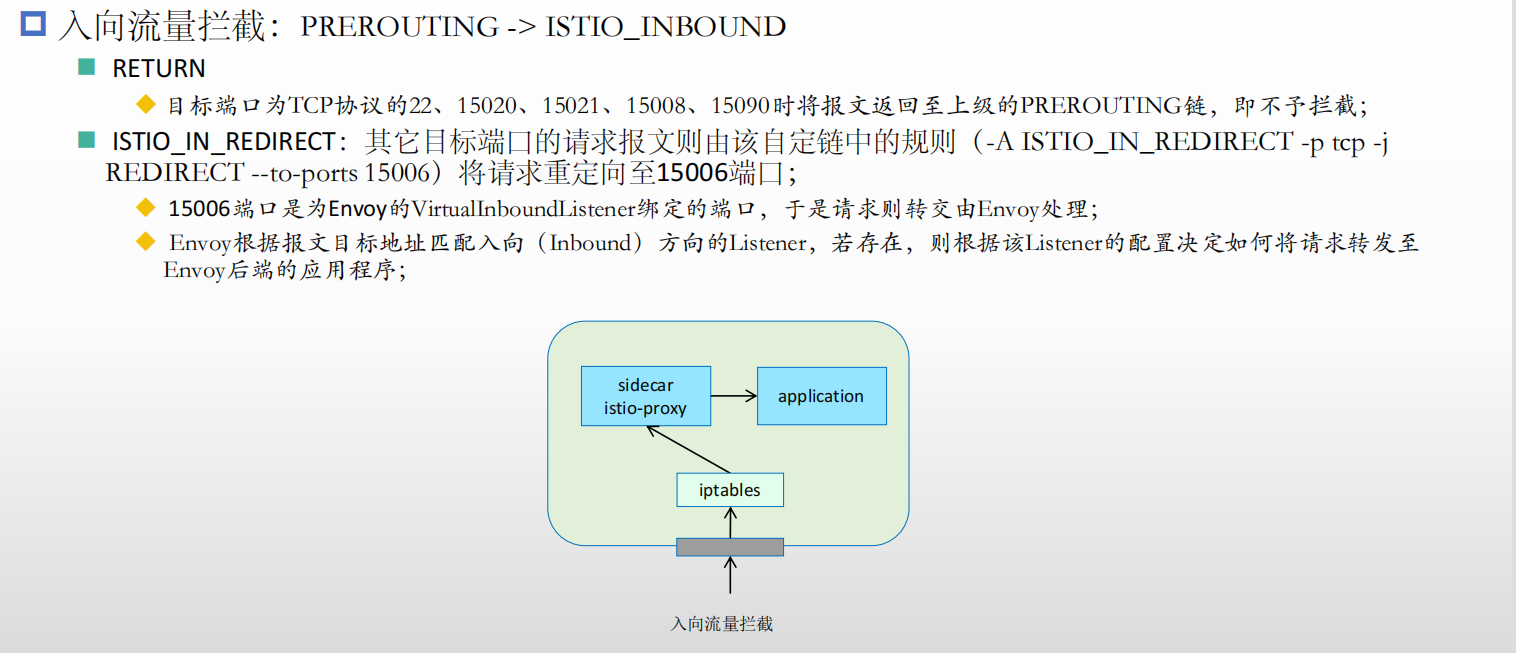 入向流量拦截：PREROUTING -> ISTIO_INBOUND
RETURN
目标端口为TCP协议的22、15020、15021、15008、15090时将报文返回至上级的PREROUTING链，即不予拦截；
ISTIO_IN_REDIRECT：其它目标端口的请求报文则由该自定链中的规则（-A ISTIO_IN_REDIRECT -p tcp -j
REDIRECT --to-ports 15006）将请求重定向至15006端口；
15006端口是为Envoy的VirtualInboundListener绑定的端口，于是请求则转交由Envoy处理；
Envoy根据报文目标地址匹配入向（Inbound）方向的Listener，若存在，则根据该Listener的配置决定如何将请求转发至
Envoy后端的应用程序；
sidecar
istio-proxy
application
iptables
入向流量拦截